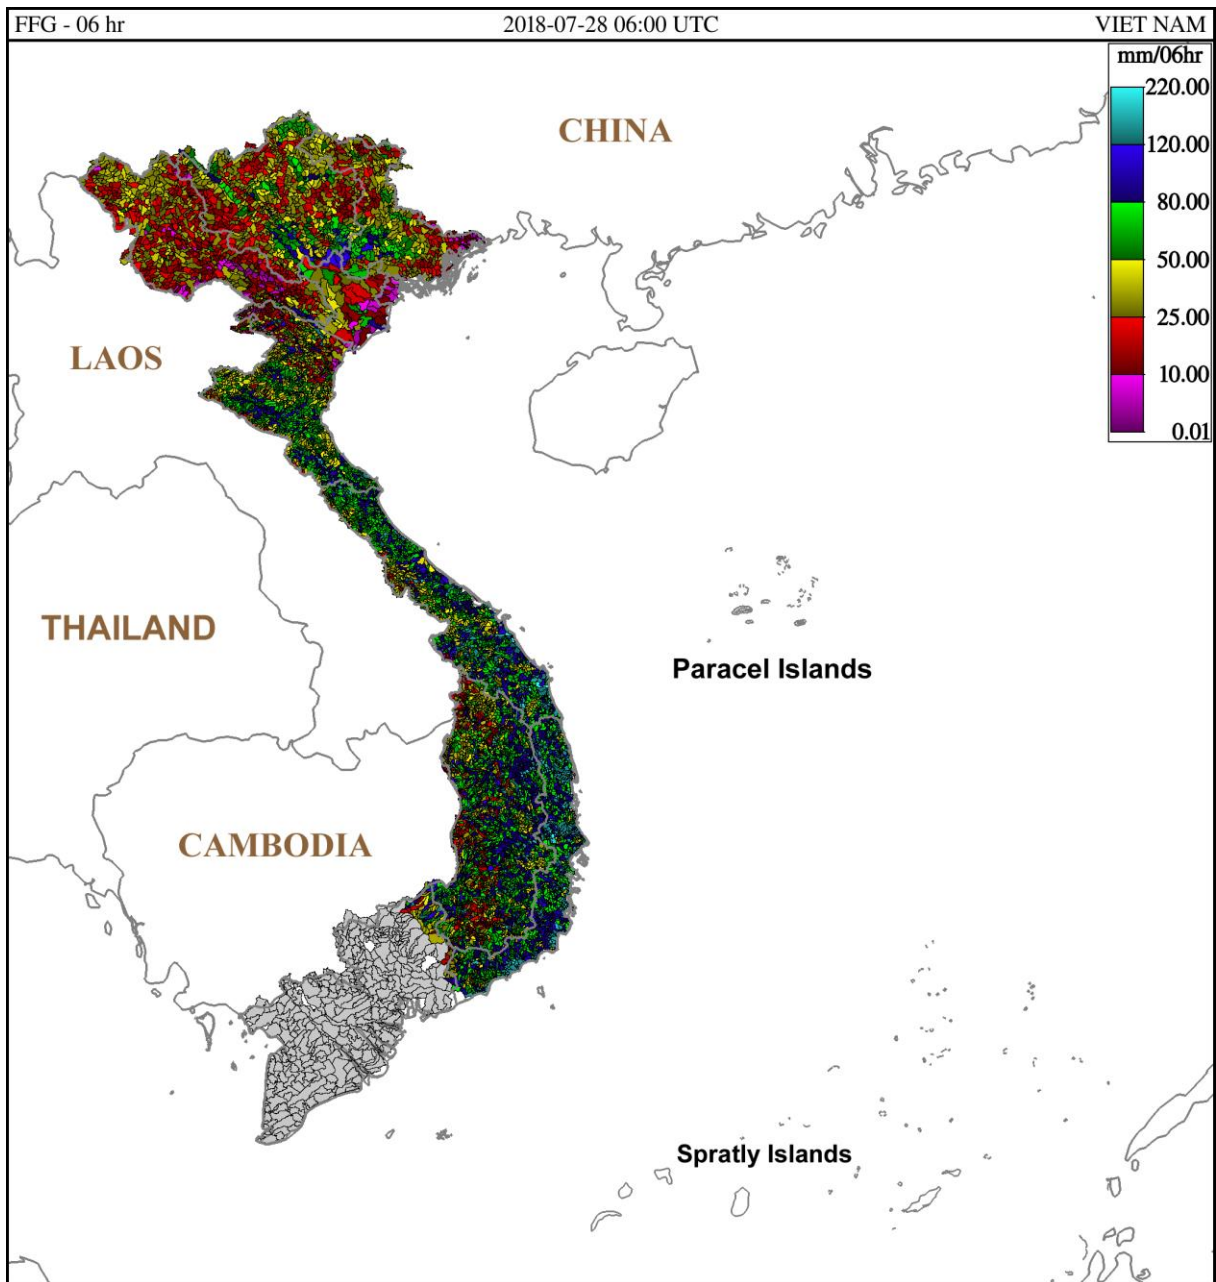 FFG - 06 hr 2018-07-28 06:00 UTC VIET NAM
mm/06hr
220.00
120.00
80.00
50.00
25.00
10.00
0.01
CHINA
LAOS
THAILAND
Paracel Islands
CAMBODIA
Spratly Islands